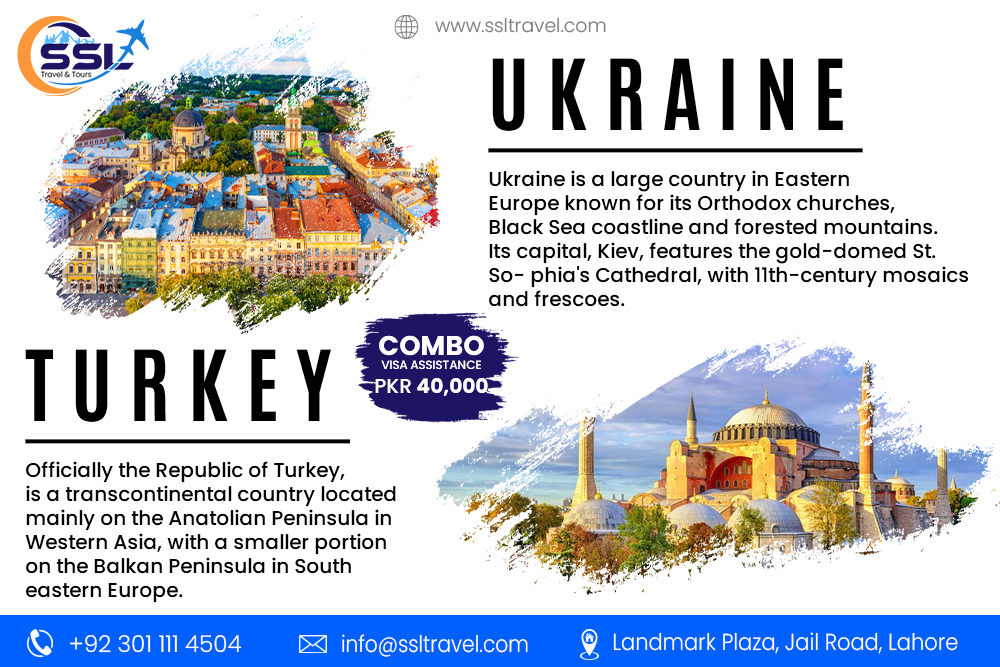 SSL
Travel & Tours
www.ssltravel.com
UKRAINE
Ukraine is a large country in Eastern
Europe known for its Orthodox churches,
Black Sea coastline and forested mountains.
Its capital, Kiev, features the gold-domed St.
So- phia's Cathedral, with 11th-century mosaics
and frescoes.
COMBO
VISA ASSISTANCE
PKR 40,000
TURKEY
Officially the Republic of Turkey,
is a transcontinental country located
mainly on the Anatolian Peninsula in
Western Asia, with a smaller portion
on the Balkan Peninsula in South
eastern Europe.
+92 301 111 4504
info@ssltravel.com
Landmark Plaza, Jail Road, Lahore